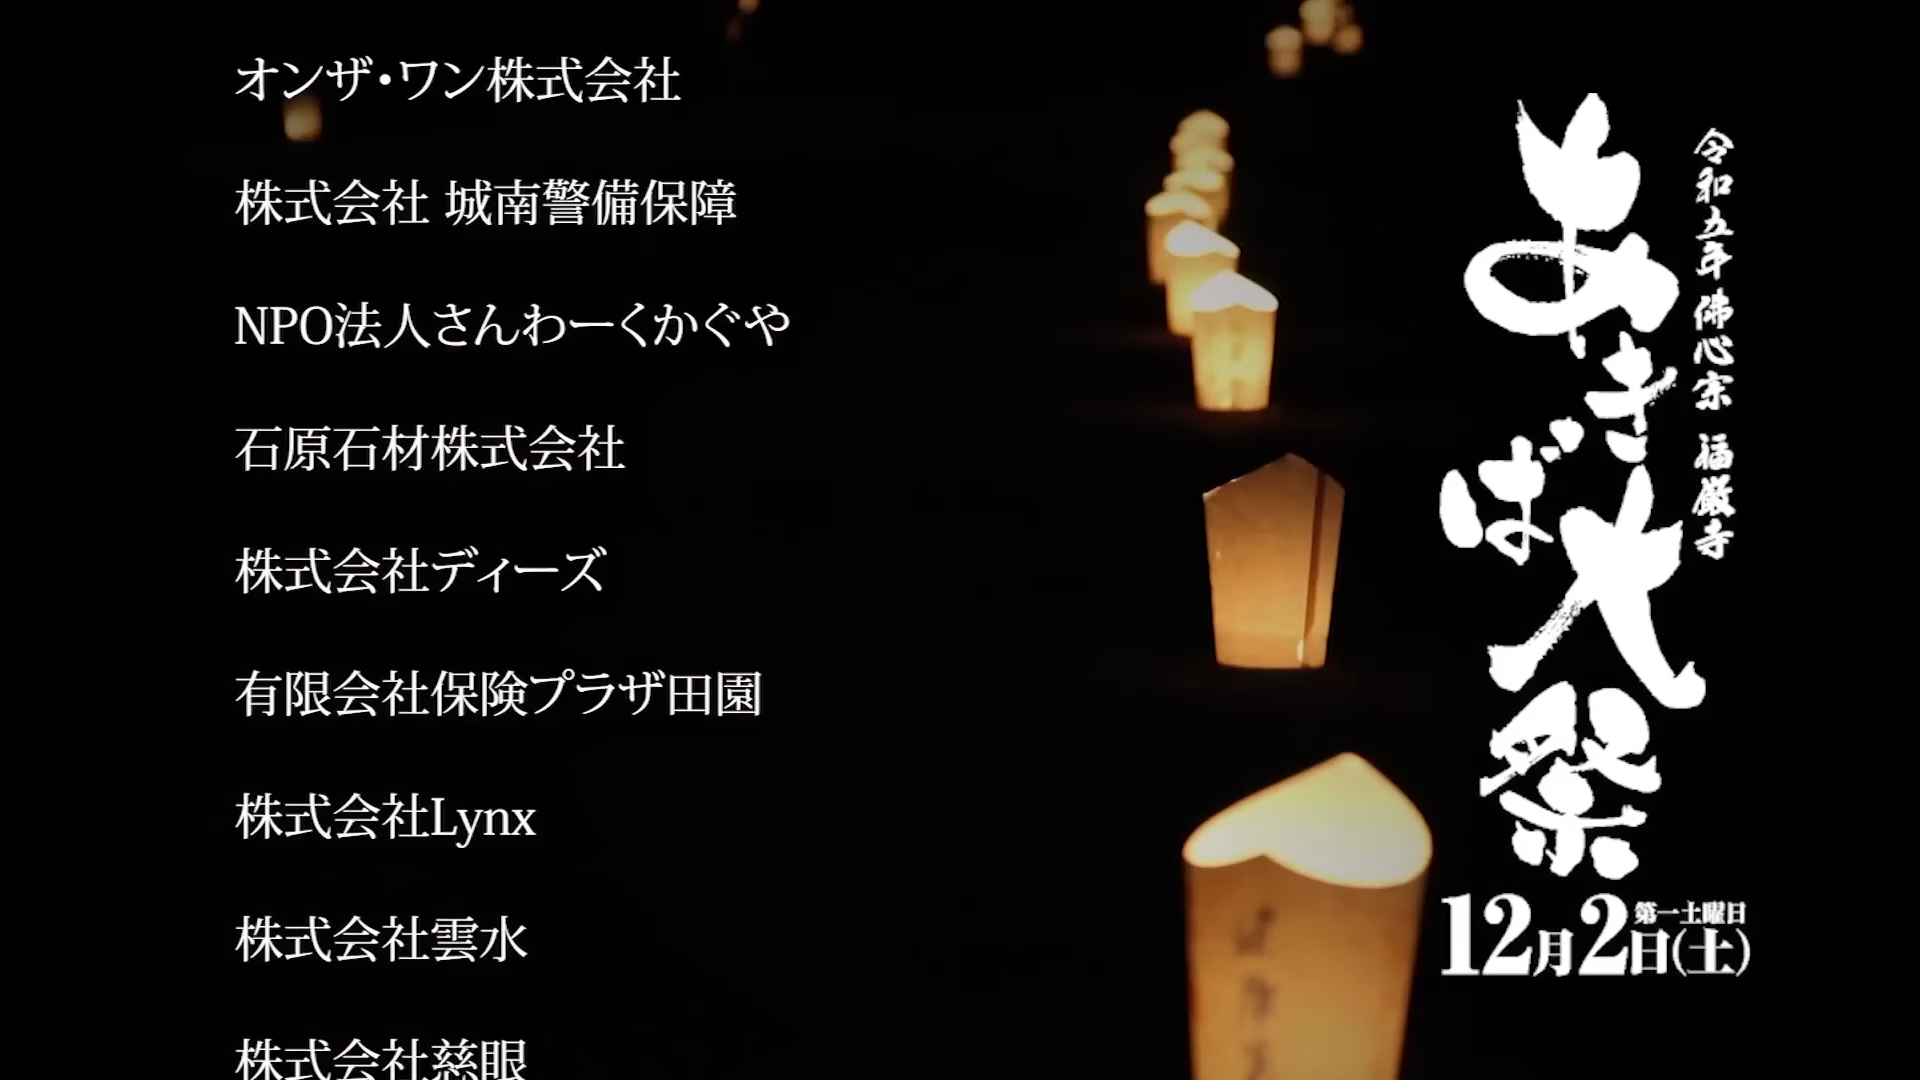 オンザ・ワン株式会社
株式会社 城南警備保障
NPO法人さんわーくかぐや
石原石材株式会社
株式会社ディーズ
有限会社保険プラザ田園
株式会社Lynx
株式会社雲水
株式会社慈眼
令和五年 佛心宗 福厳寺
あきば大祭
第一土曜日
12月2日(土)